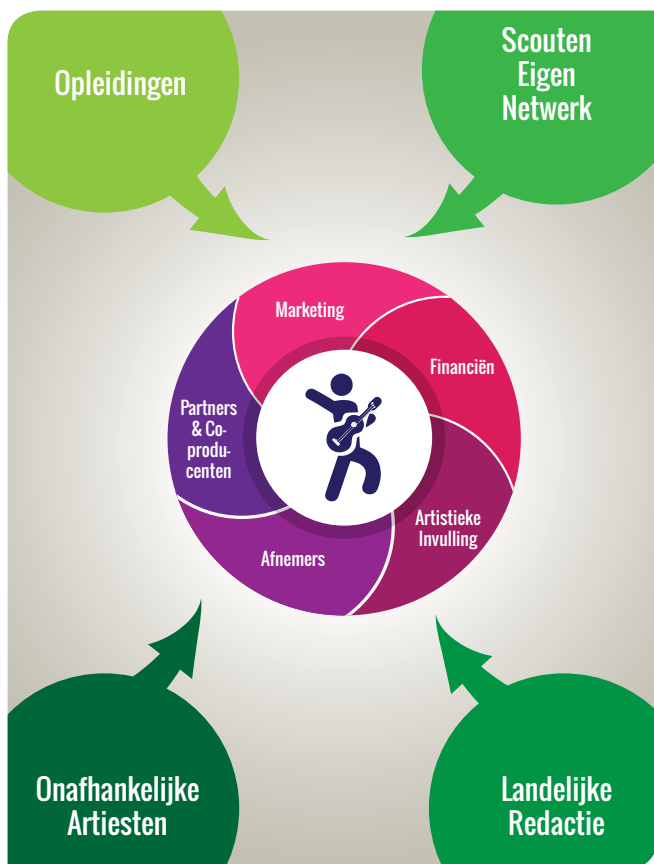 Opleidingen
Scouten
Eigen
Netwerk
Marketing
Financiën
Partners
& Co-
produ-
centen
Artistieke
Invulling
Afnemers
Onafhankelijke
Artiesten
Landelijke
Redactie